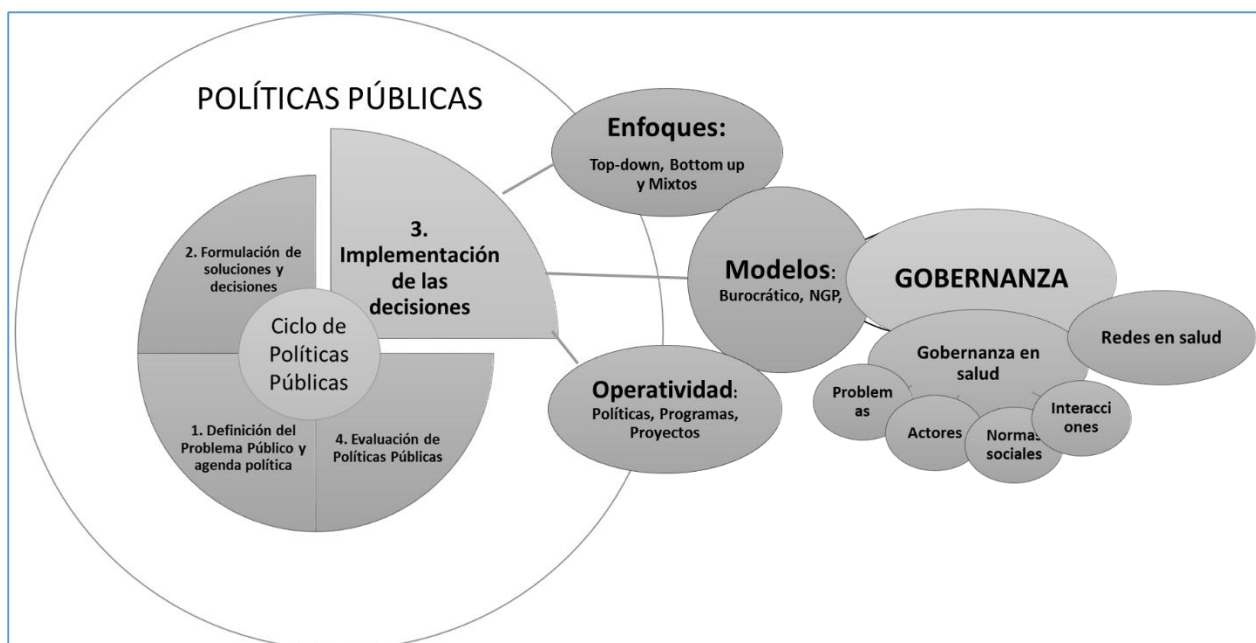 POLÍTICAS PÚBLICAS
Enfoques:
Top-down, Bottom up
y Mixtos
3.
Implementación
de las
decisiones
2. Formulación de
soluciones y
decisiones
Ciclo de
Políticas
Públicas
1. Definición del
Problema Público y
agenda política
4. Evaluación de
Políticas Públicas
Modelos:
Burocrático, NGP,
Operatividad:
Políticas, Programas,
Proyectos
GOBERNANZA
Gobernanza en
salud
Redes en salud
Problem
as
Actores
Normas
sociales
Interacci
ones